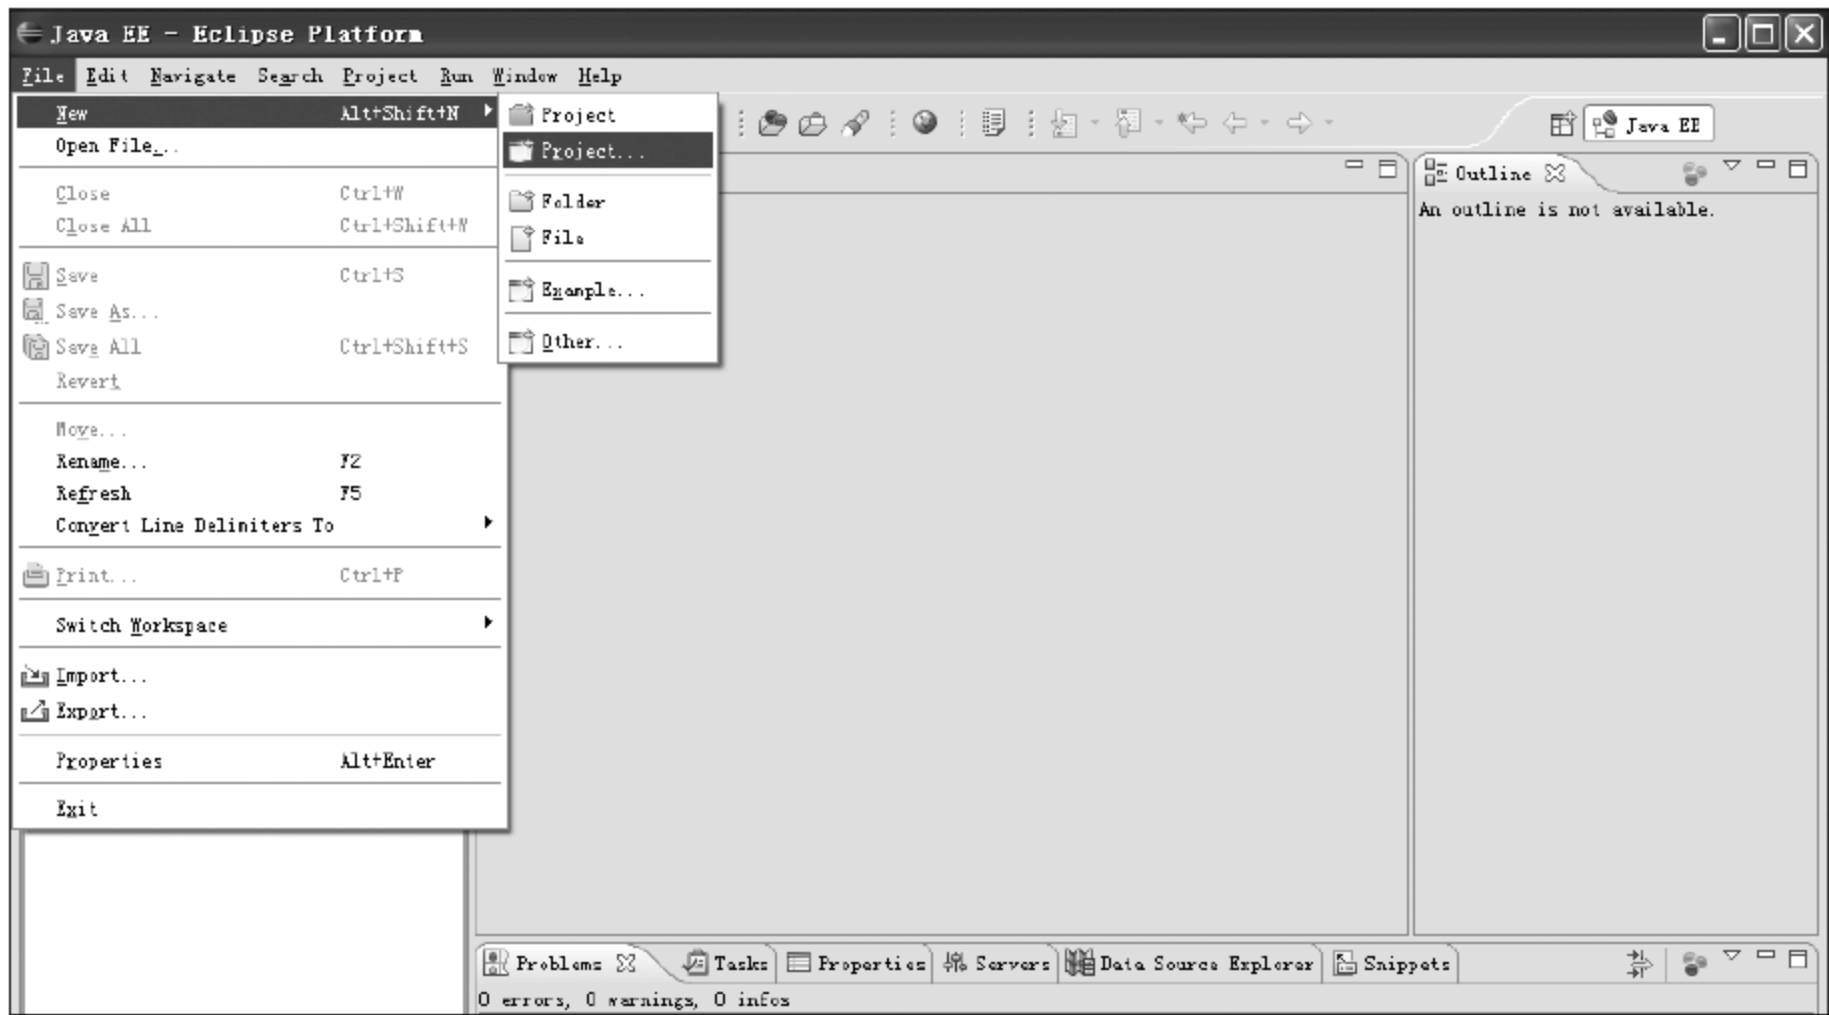 Java EE - Eclipse Platform
File Edit Navigate Search Project Run Window Help
New Alt+Shift+N
Open File...
Close Ctrl+W
Close All Ctrl+Shift+W
Save Ctrl+S
Save As...
Save All Ctrl+Shift+S
Revert
Move...
Rename... F2
Refresh F5
Convert Line Delimiters To
Print... Ctrl+P
Switch Workspace
Import...
Export...
Properties Alt+Enter
Exit
Project
Project...
Folder
File
Example...
Other...
Java EE
Outline
An outline is not available.
Problems Tasks Properties Servers Data Source Explorer Snippets
0 errors, 0 warnings, 0 infos